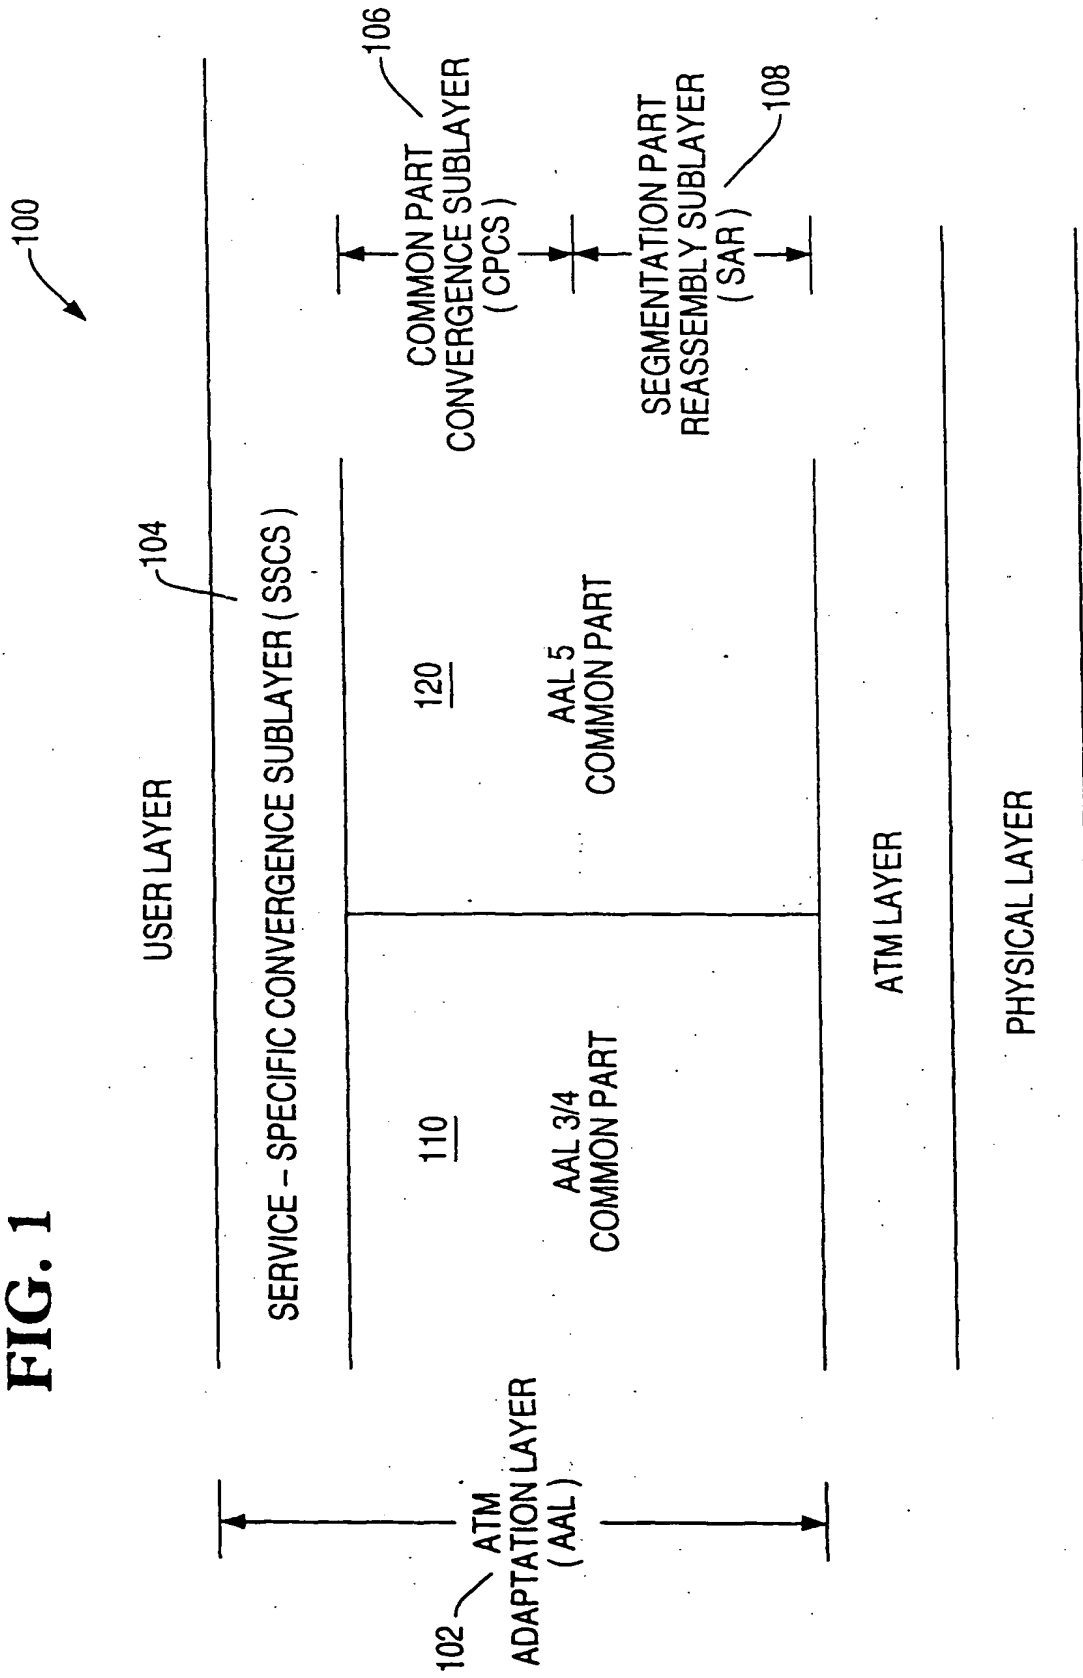 FIG. 1
100
USER LAYER
104
SERVICE – SPECIFIC CONVERGENCE SUBLAYER ( SSCS )
102
ATM
ADAPTATION LAYER
( AAL )
110
AAL 3/4
COMMON PART
120
AAL 5
COMMON PART
106
COMMON PART
CONVERGENCE SUBLAYER
( CPCS )
SEGMENTATION PART
REASSEMBLY SUBLAYER
( SAR )
108
ATM LAYER
PHYSICAL LAYER